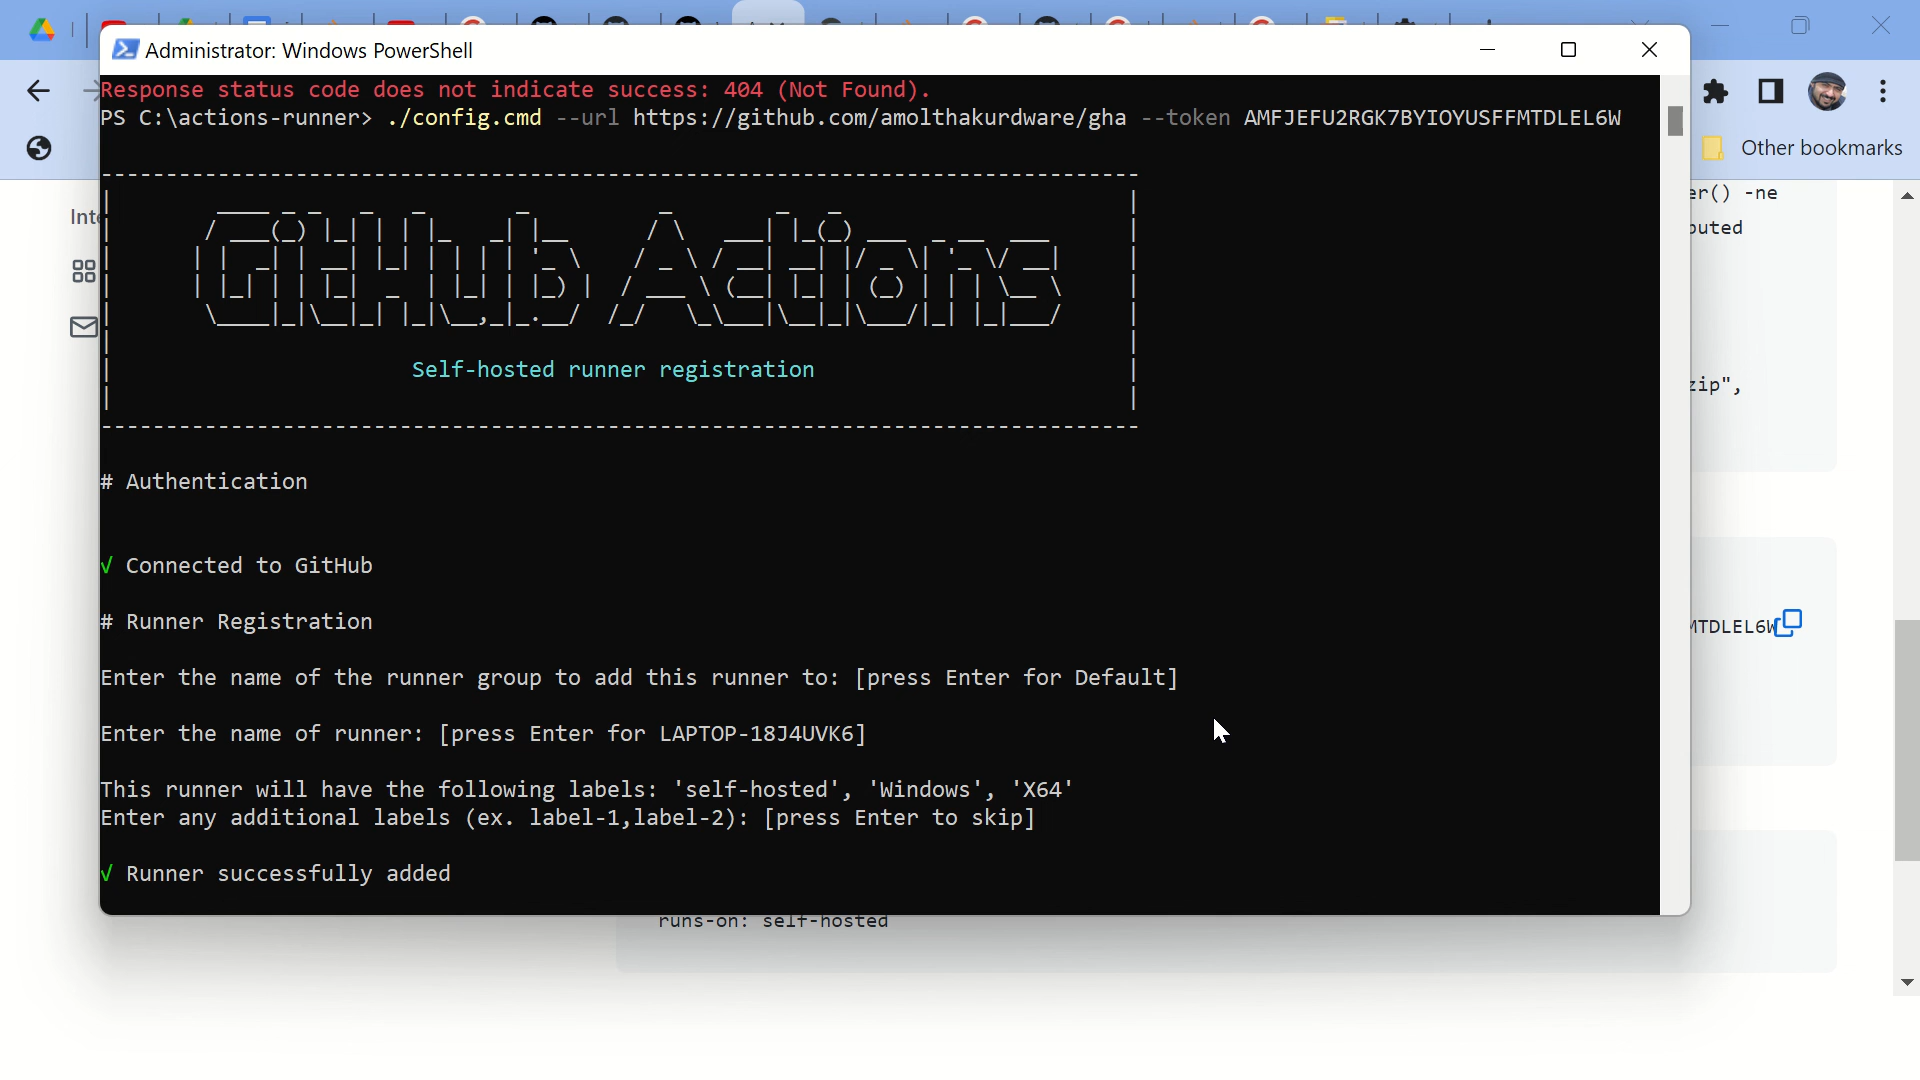 Administrator: Windows PowerShell
Response status code does not indicate success: 404 (Not Found).
PS C:\actions-runner> ./config.cmd --url https://github.com/amolthakurdware/gha --token AMFJEFU2RGK7BYIOYUSFFMTDLEL6W
Other bookmarks
GitHub Actions
Self-hosted runner registration
# Authentication
√ Connected to GitHub
# Runner Registration
Enter the name of the runner group to add this runner to: [press Enter for Default]
Enter the name of runner: [press Enter for LAPTOP-18J4UVK6]
This runner will have the following labels: 'self-hosted', 'Windows', 'X64'
Enter any additional labels (ex. label-1,label-2): [press Enter to skip]
√ Runner successfully added
Inte
er() -ne
puted
zip",
MTDLEL6W
runs-on: self-hosted